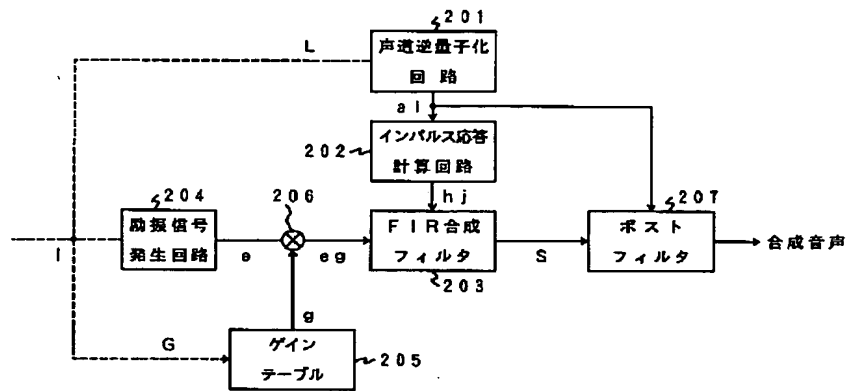 201
声道逆量子化
回路
L
ai
202
インパルス応答
計算回路
hj
204
206
207
励振信号
発生回路
FIR合成
フィルタ
ポスト
フィルタ
合成音声
I
e
eg
S
203
g
G
ゲイン
テーブル
205